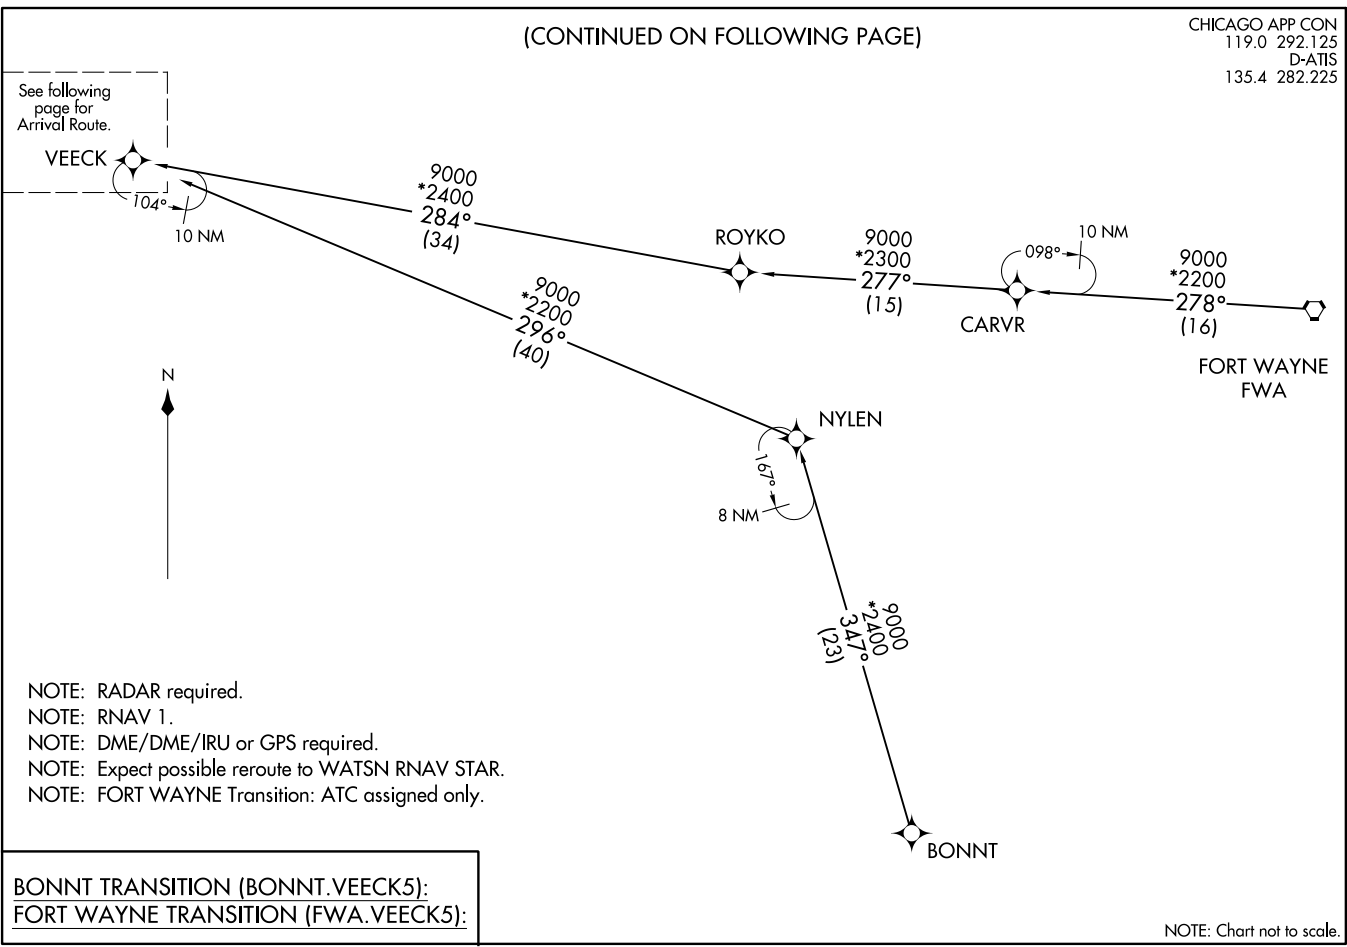 (CONTINUED ON FOLLOWING PAGE)
CHICAGO APP CON
119.0 292.125
D-ATIS
135.4 282.225
See following
page for
Arrival Route.
VEECK
104°
10 NM
9000
*2400
284°
(34)
ROYKO
9000
*2300
277°
(15)
098°
10 NM
CARVR
9000
*2200
278°
(16)
FORT WAYNE
FWA
9000
*2200
296°
(40)
N
NYLEN
167°
8 NM
9000
*2400
347°
(23)
BONNT
NOTE: RADAR required.
NOTE: RNAV 1.
NOTE: DME/DME/IRU or GPS required.
NOTE: Expect possible reroute to WATSN RNAV STAR.
NOTE: FORT WAYNE Transition: ATC assigned only.
BONNT TRANSITION (BONNT.VEECK5):
FORT WAYNE TRANSITION (FWA.VEECK5):
NOTE: Chart not to scale.